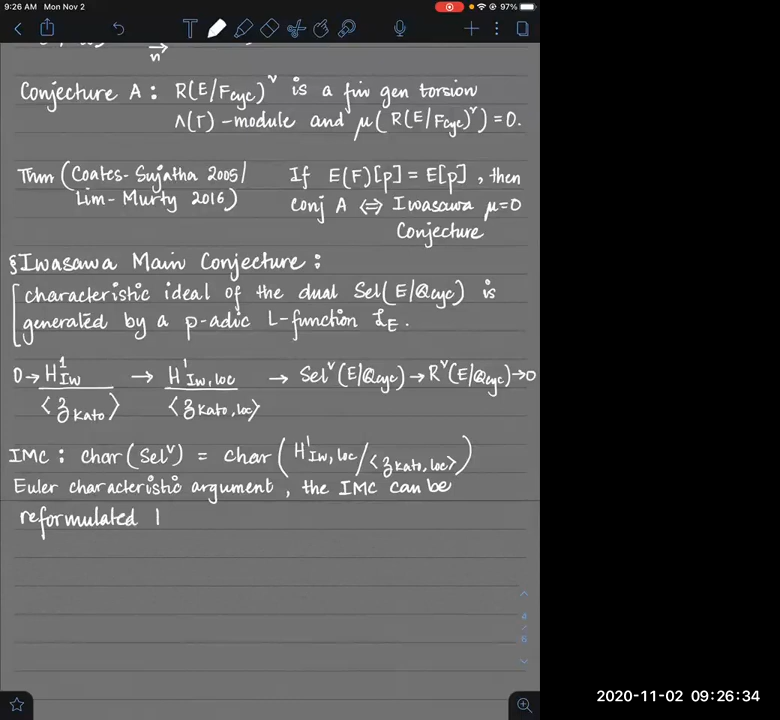 9:26 AM Mon Nov 2
97%
T
n
Conjecture A: R(E/Fcyc)^∨ is a fin gen torsion
Λ(Γ)-module and μ(R(E/Fcyc)^∨)=0.
Thm (Coates-Sujatha 2005/ If E(F)[p] = E[p], then
Lim-Murty 2016) conj A ⇔ Iwasawa μ=0
Conjecture
§Iwasawa Main Conjecture:
[characteristic ideal of the dual Sel(E/Qcyc) is
generated by a p-adic L-function ℒ_E.
0 → H^1_Iw / ⟨𝔷_Kato⟩ → H^1_Iw,loc / ⟨𝔷_Kato,loc⟩ → Sel^∨(E/Qcyc) → R^∨(E/Qcyc) → 0
IMC: char(Sel^∨) = char(H^1_Iw,loc/⟨𝔷_Kato,loc⟩)
Euler characteristic argument, the IMC can be
reformulated
4
/
6
2020-11-02 09:26:34